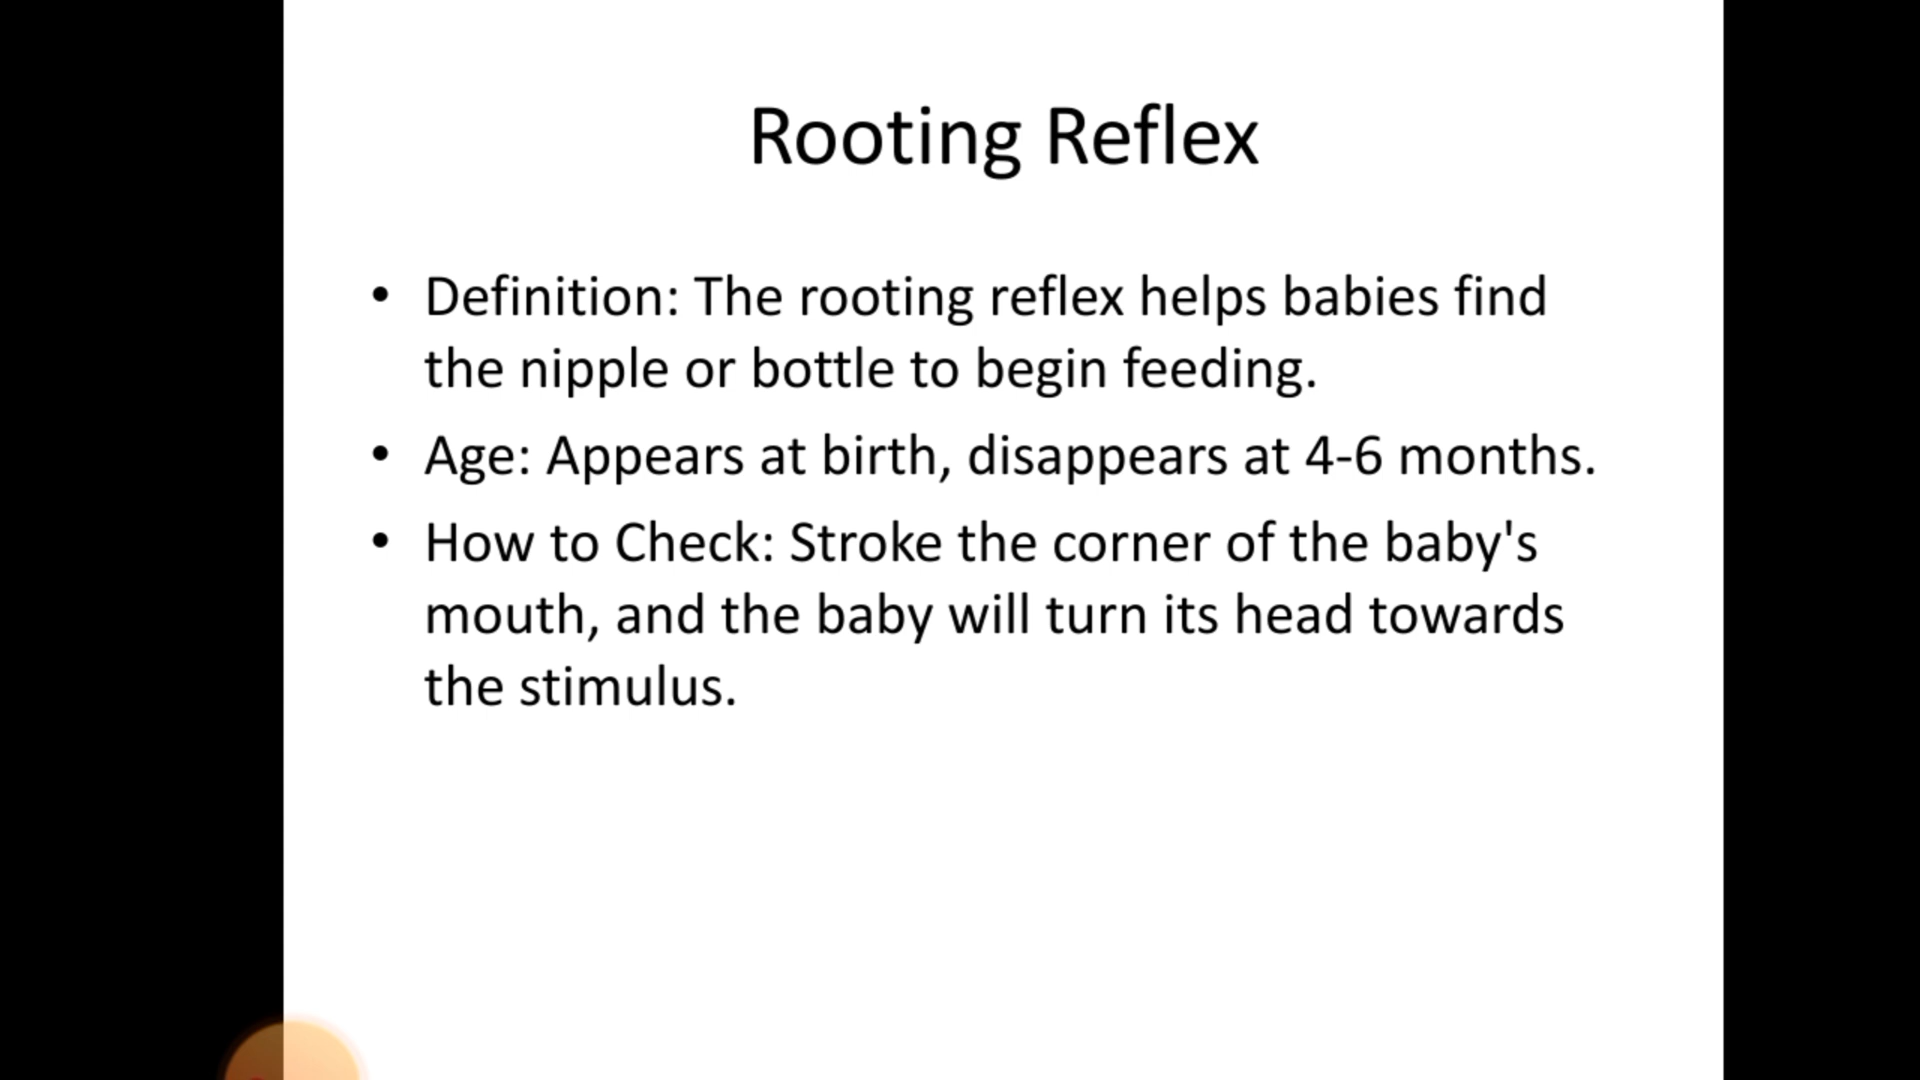 Rooting Reflex
• Definition: The rooting reflex helps babies find
the nipple or bottle to begin feeding.
• Age: Appears at birth, disappears at 4-6 months.
• How to Check: Stroke the corner of the baby's
mouth, and the baby will turn its head towards
the stimulus.